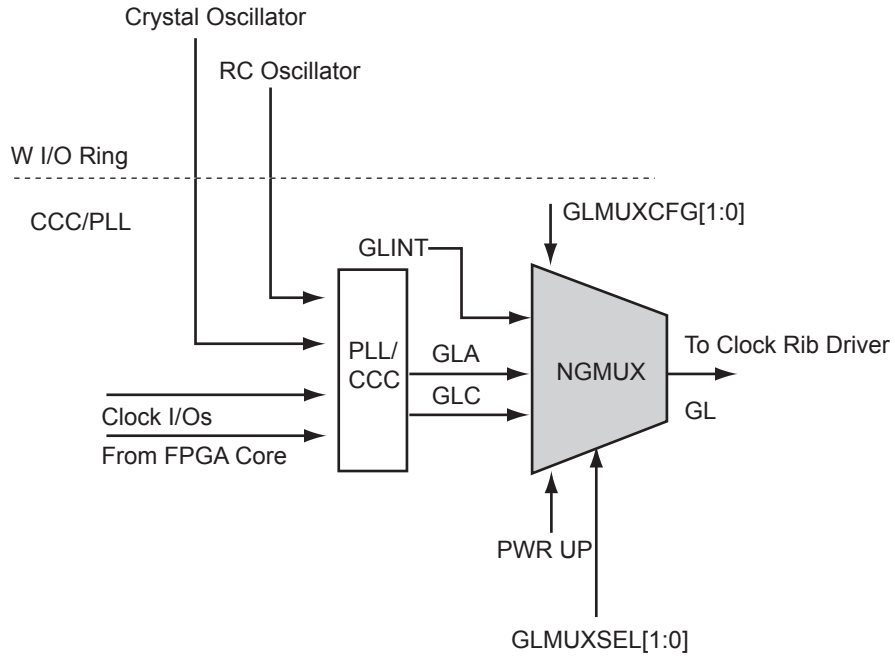 Crystal Oscillator
RC Oscillator
W I/O Ring
CCC/PLL
GLMUXCFG[1:0]
GLINT
PLL/
CCC
GLA
GLC
NGMUX
To Clock Rib Driver
GL
Clock I/Os
From FPGA Core
PWR UP
GLMUXSEL[1:0]